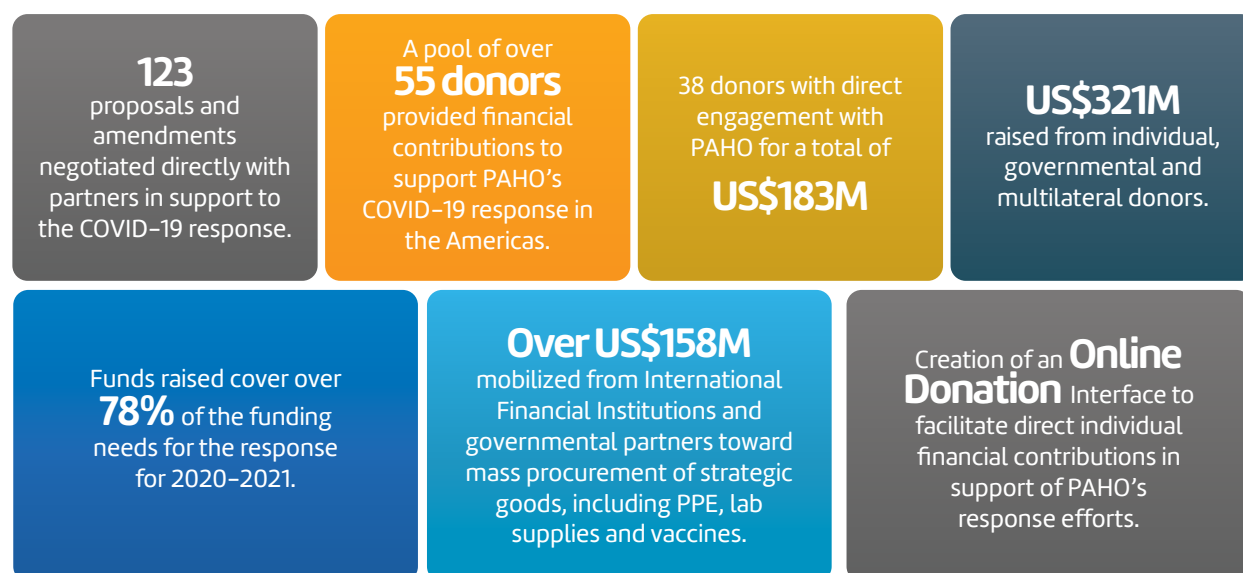 123
proposals and
amendments
negotiated directly with
partners in support to
the COVID-19 response.
A pool of over
55 donors
provided financial
contributions to
support PAHO’s
COVID-19 response in
the Americas.
38 donors with direct
engagement with
PAHO for a total of
US$183M
US$321M
raised from individual,
governmental and
multilateral donors.
Funds raised cover over
78% of the funding
needs for the response
for 2020-2021.
Over US$158M
mobilized from International
Financial Institutions and
governmental partners toward
mass procurement of strategic
goods, including PPE, lab
supplies and vaccines.
Creation of an Online
Donation Interface to
facilitate direct individual
financial contributions in
support of PAHO’s
response efforts.